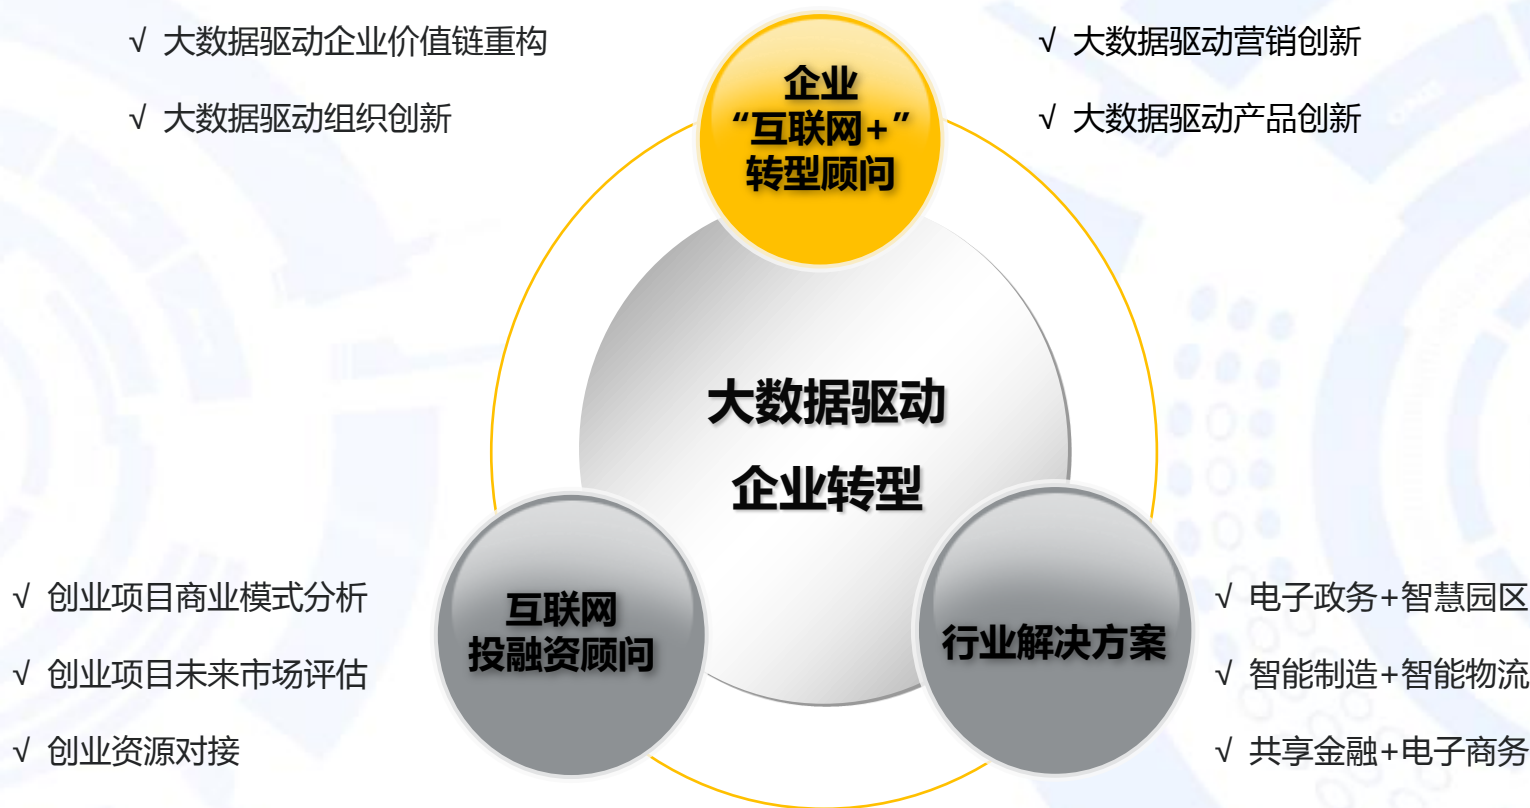 √ 大数据驱动企业价值链重构
√ 大数据驱动组织创新
企业
“互联网+”
转型顾问
√ 大数据驱动营销创新
√ 大数据驱动产品创新
大数据驱动
企业转型
√ 创业项目商业模式分析
√ 创业项目未来市场评估
√ 创业资源对接
互联网
投融资顾问
行业解决方案
√ 电子政务+智慧园区
√ 智能制造+智能物流
√ 共享金融+电子商务